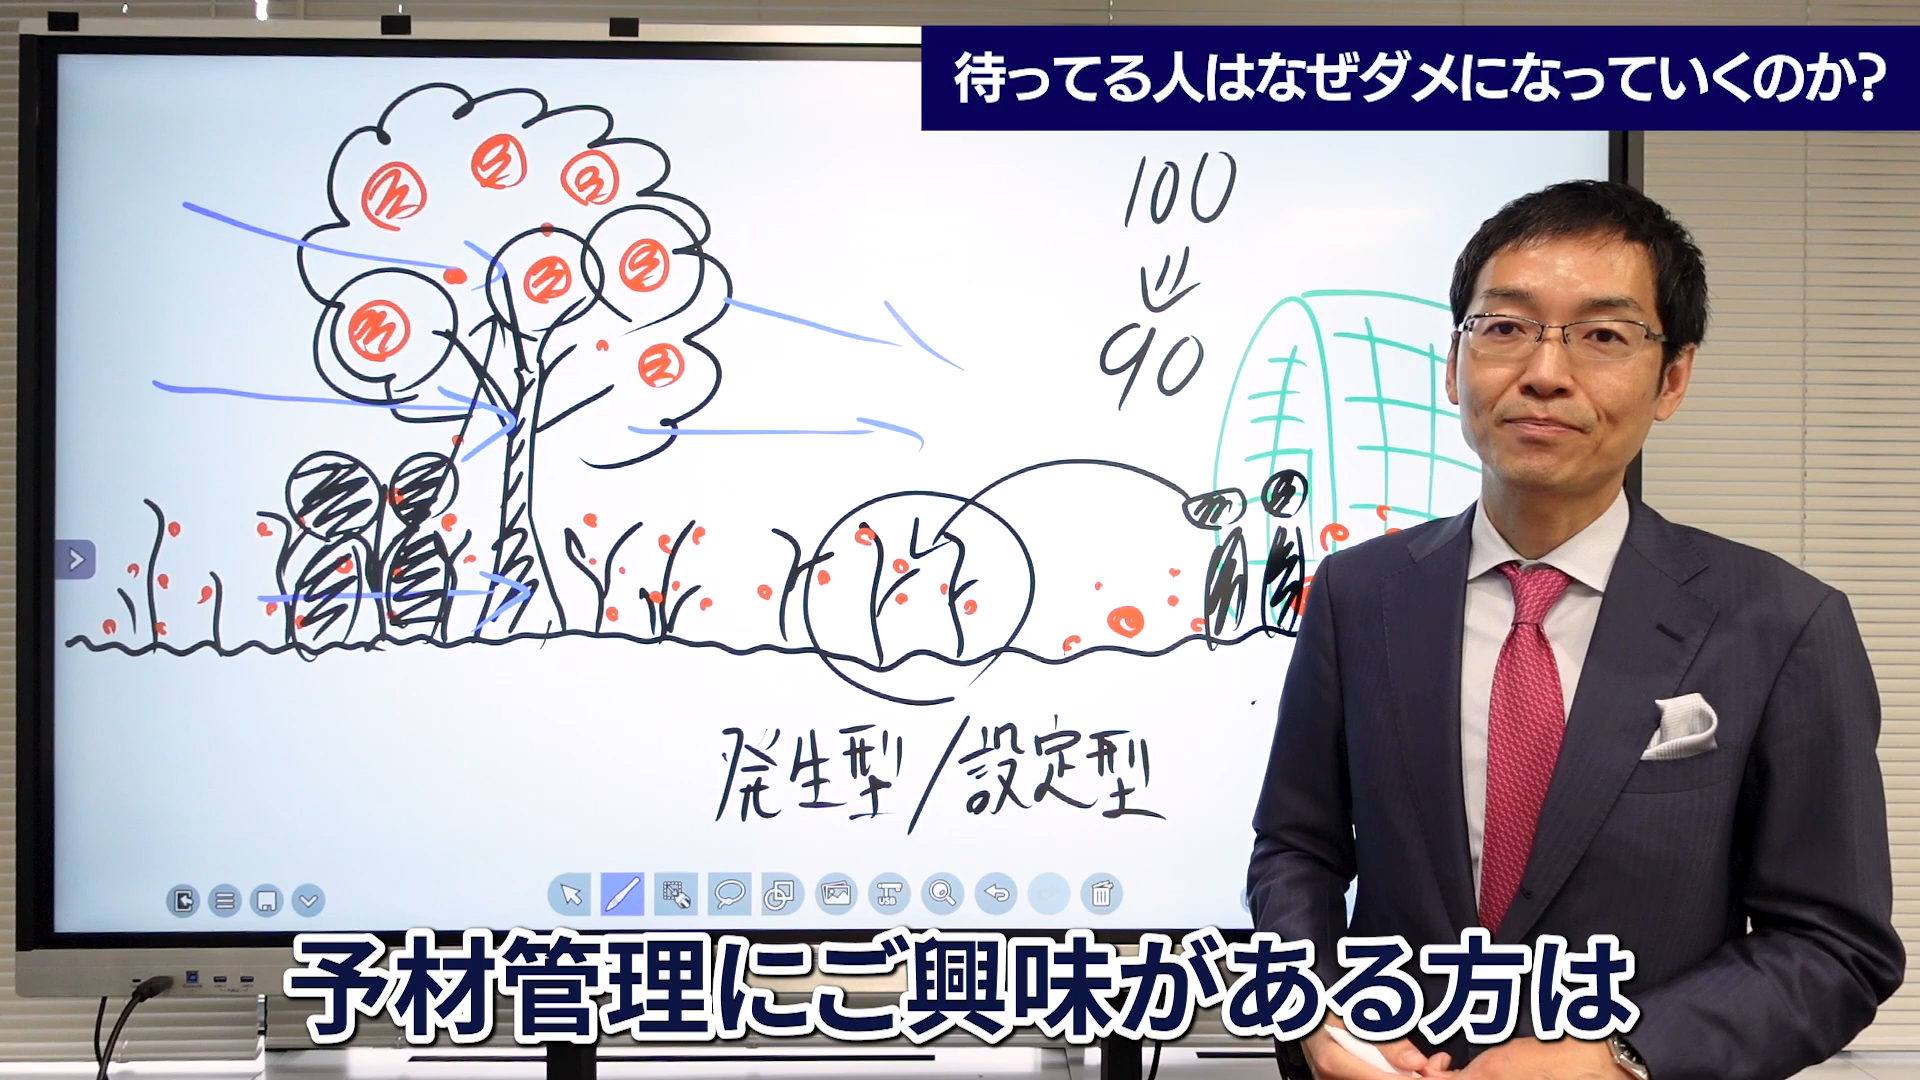 待ってる人はなぜダメになっていくのか?
100
90
発生型/設定型
USB
予材管理にご興味がある方は